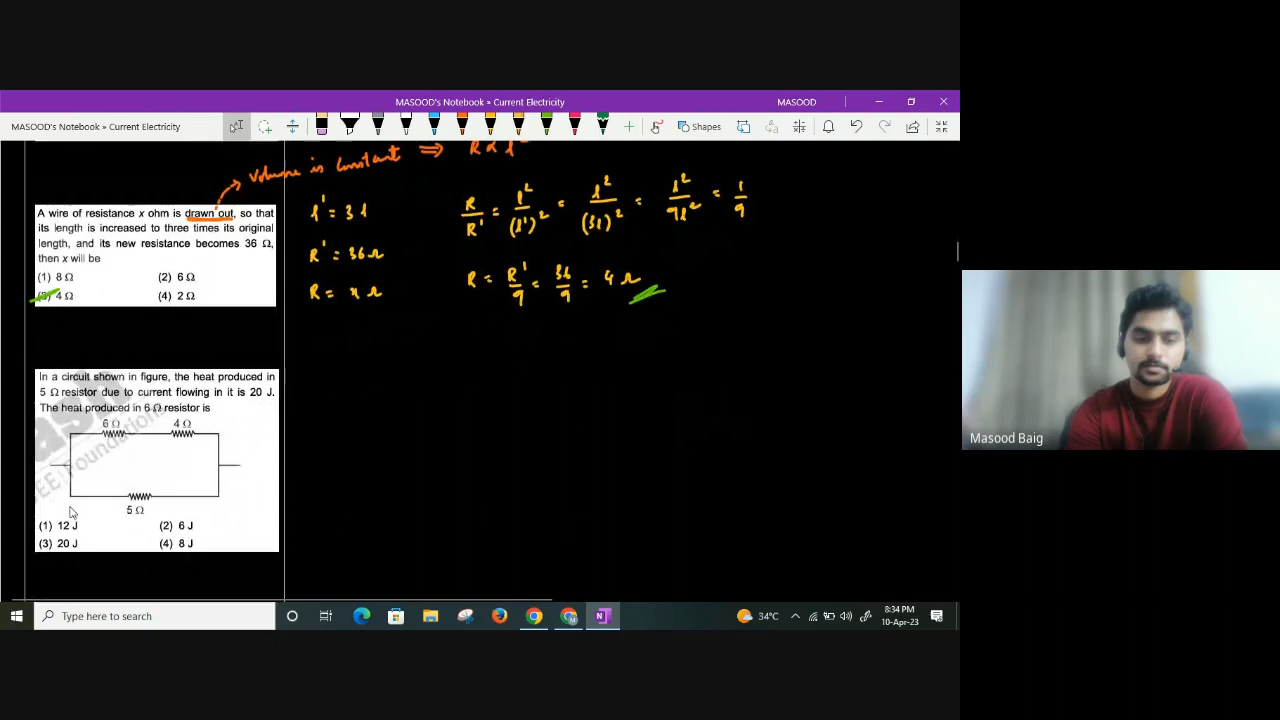 MASOOD's Notebook » Current Electricity
MASOOD
MASOOD's Notebook » Current Electricity
Shapes
Volume is Constant ⇒ R ∝ l
A wire of resistance x ohm is drawn out, so that
its length is increased to three times its original
length, and its new resistance becomes 36 Ω,
then x will be
(1) 8 Ω (2) 6 Ω
(3) 4 Ω (4) 2 Ω
l' = 3l
R' = 36Ω
R = x Ω
R/R' = l²/(l')² = l²/(3l)² = l²/9l² = 1/9
R = R'/9 = 36/9 = 4 Ω
In a circuit shown in figure, the heat produced in
5 Ω resistor due to current flowing in it is 20 J.
The heat produced in 6 Ω resistor is
6 Ω 4 Ω
5 Ω
(1) 12 J (2) 6 J
(3) 20 J (4) 8 J
Foundations
Masood Baig
Type here to search
34°C
8:34 PM
10-Apr-23